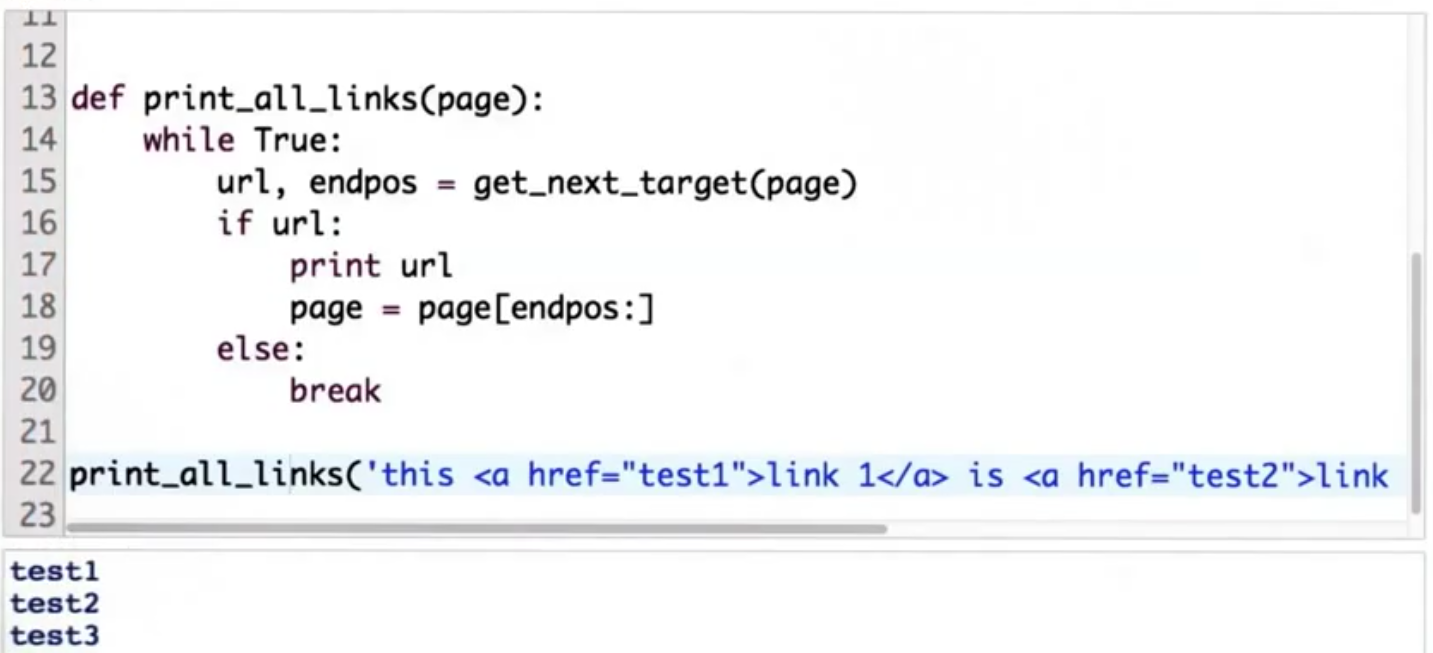 11
12
13 def print_all_links(page):
14     while True:
15         url, endpos = get_next_target(page)
16         if url:
17             print url
18             page = page[endpos:]
19         else:
20             break
21
22 print_all_links('this <a href="test1">link 1</a> is <a href="test2">link
23
test1
test2
test3